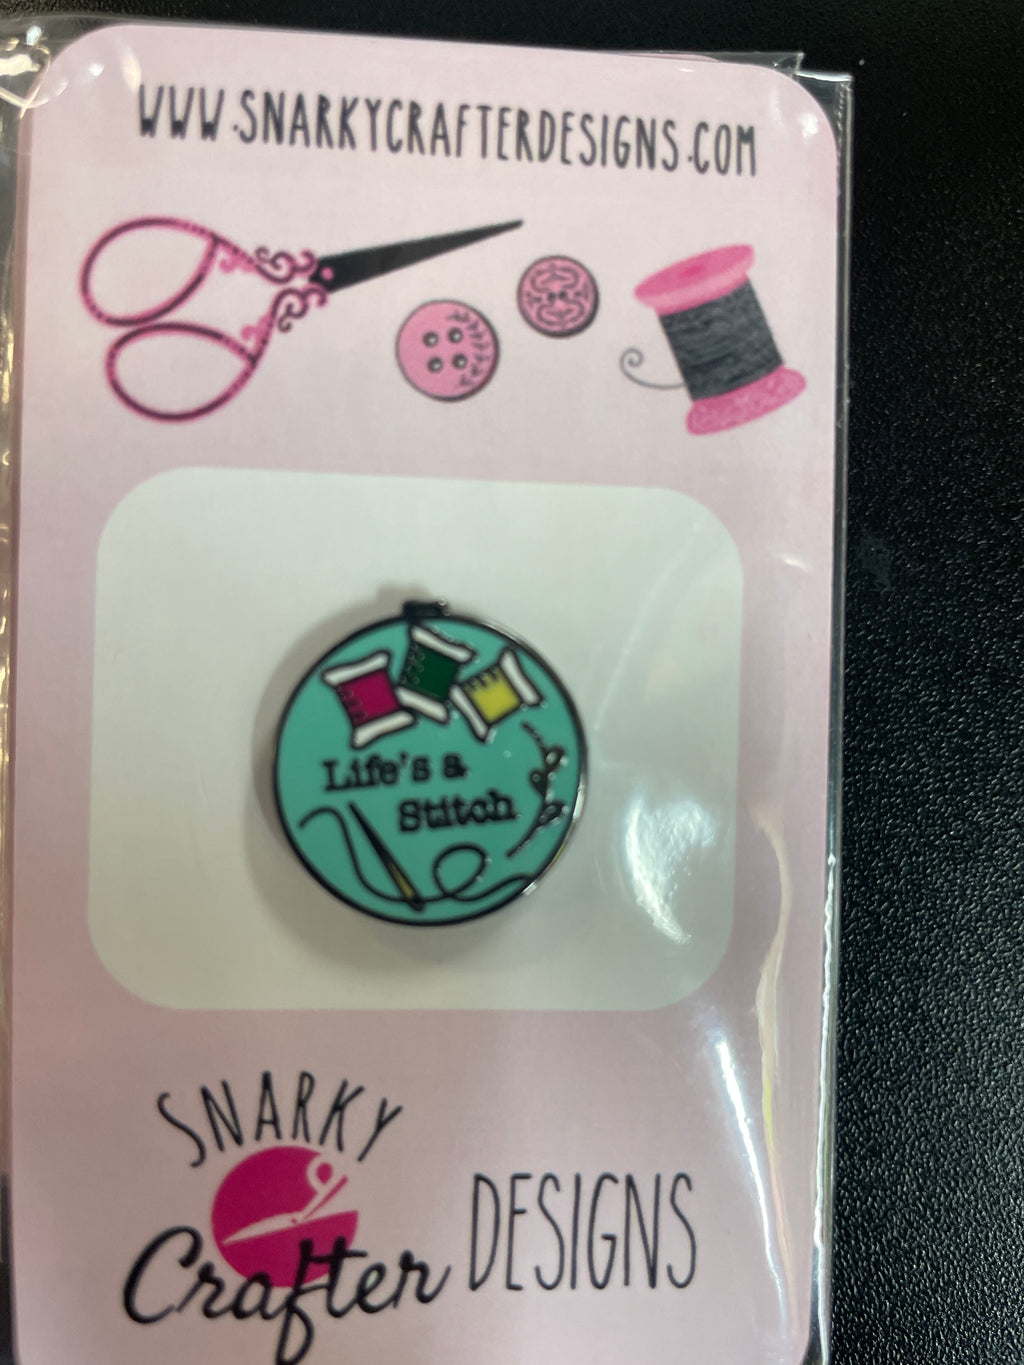 WWW.SNARKYCRAFTERDESIGNS.COM
Life's a
Stitch
SNARKY
Crafter DESIGNS